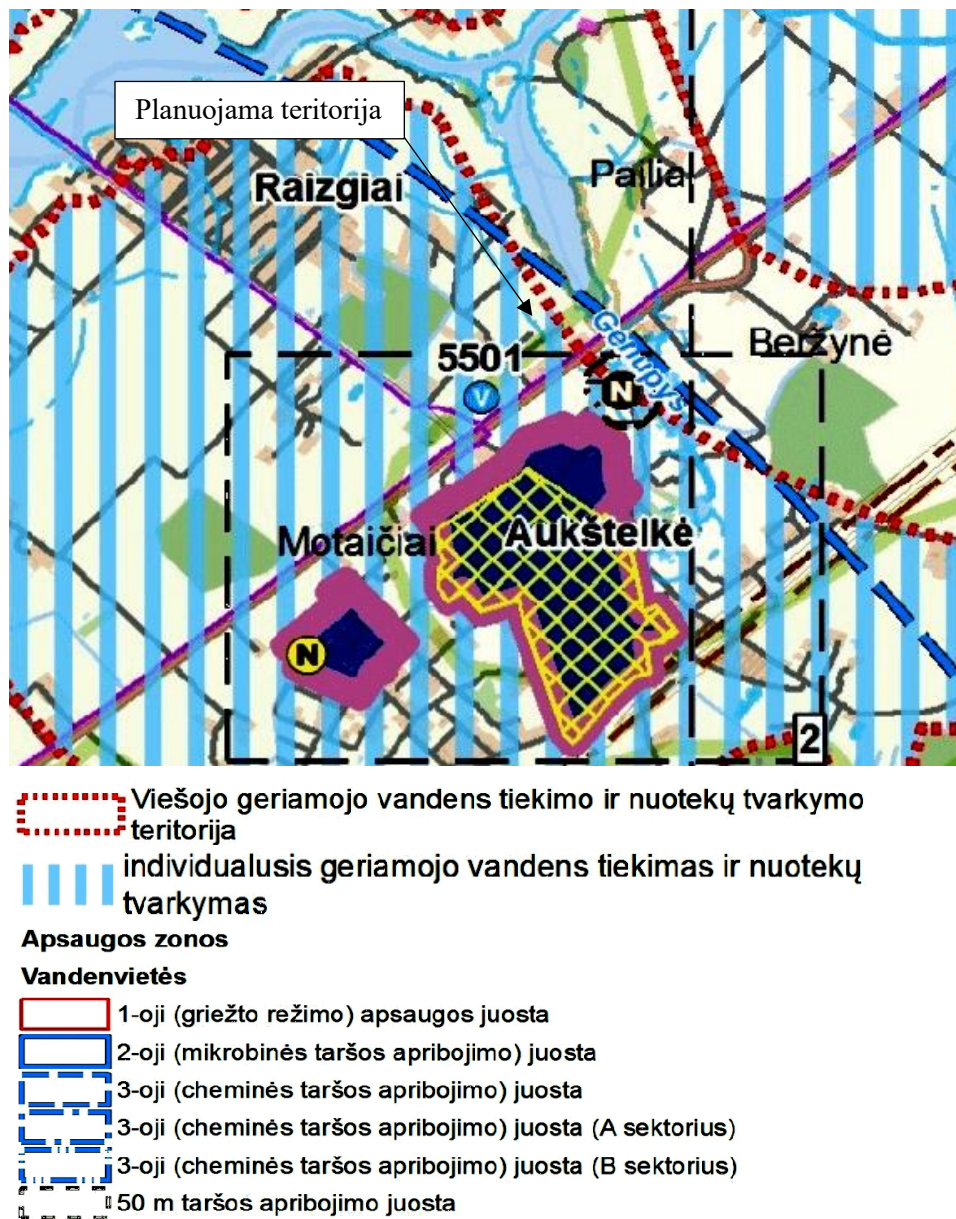 Planuojama teritorija
Raizgiai
Pailia
Gerupys
Beržynė
5501
V
N
Motaičiai
Aukštelkė
N
2
Viešojo geriamojo vandens tiekimo ir nuotekų tvarkymo
teritorija
individualusis geriamojo vandens tiekimas ir nuotekų
tvarkymas
Apsaugos zonos
Vandenvietės
1-oji (griežto režimo) apsaugos juosta
2-oji (mikrobinės taršos apribojimo) juosta
3-oji (cheminės taršos apribojimo) juosta
3-oji (cheminės taršos apribojimo) juosta (A sektorius)
3-oji (cheminės taršos apribojimo) juosta (B sektorius)
50 m taršos apribojimo juosta